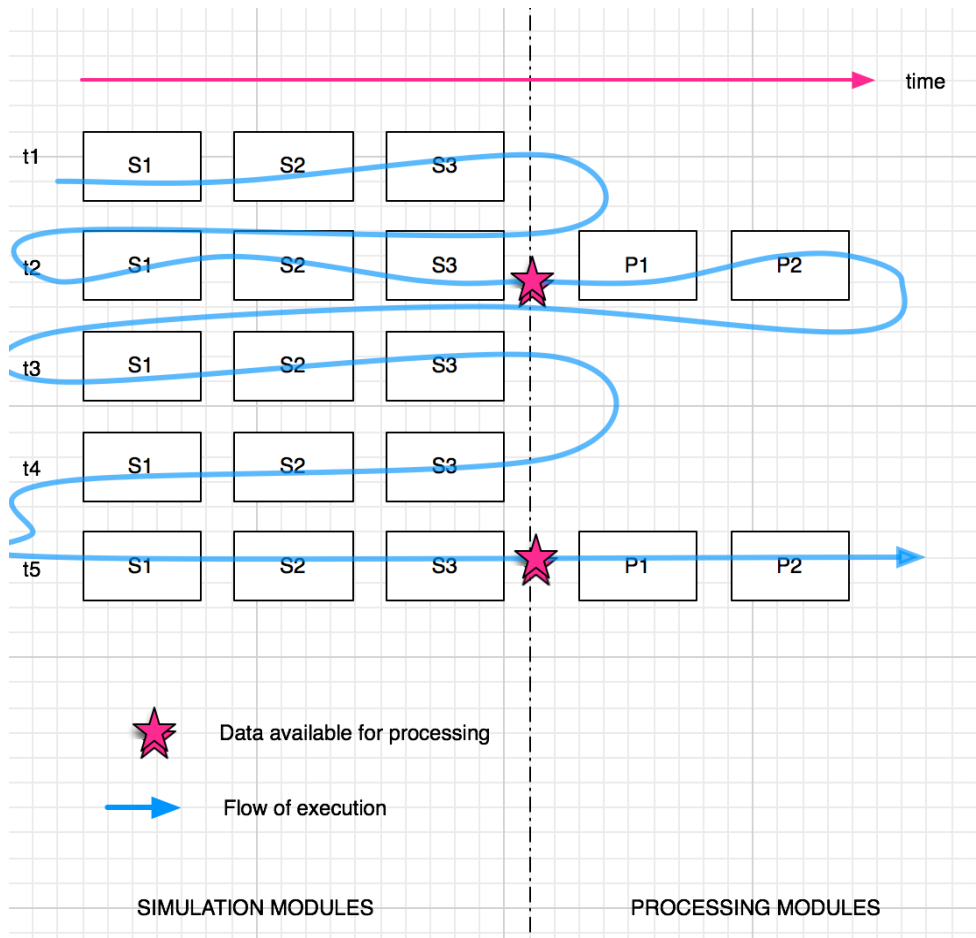 time
t1
S1 S2 S3
t2
S1 S2 S3 P1 P2
t3
S1 S2 S3
t4
S1 S2 S3
t5
S1 S2 S3 P1 P2
Data available for processing
Flow of execution
SIMULATION MODULES
PROCESSING MODULES